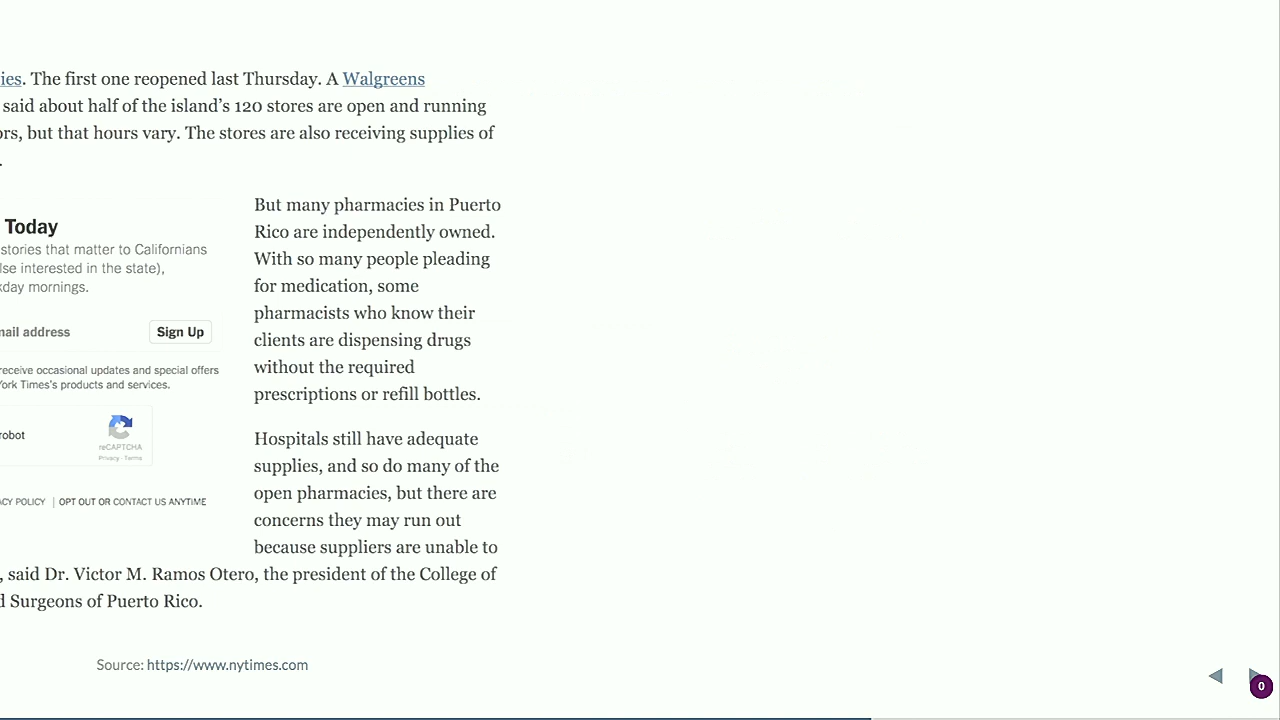 ies. The first one reopened last Thursday. A Walgreens
said about half of the island's 120 stores are open and running
ors, but that hours vary. The stores are also receiving supplies of
.
Today
stories that matter to Californians
lse interested in the state),
kday mornings.
nail address
Sign Up
receive occasional updates and special offers
York Times's products and services.
robot
reCAPTCHA
Privacy - Terms
ACY POLICY | OPT OUT OR CONTACT US ANYTIME
But many pharmacies in Puerto
Rico are independently owned.
With so many people pleading
for medication, some
pharmacists who know their
clients are dispensing drugs
without the required
prescriptions or refill bottles.
Hospitals still have adequate
supplies, and so do many of the
open pharmacies, but there are
concerns they may run out
because suppliers are unable to
, said Dr. Victor M. Ramos Otero, the president of the College of
d Surgeons of Puerto Rico.
Source: https://www.nytimes.com
0